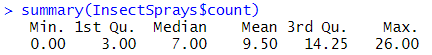 > summary(InsectSprays$count)
Min. 1st Qu. Median Mean 3rd Qu. Max.
0.00 3.00 7.00 9.50 14.25 26.00